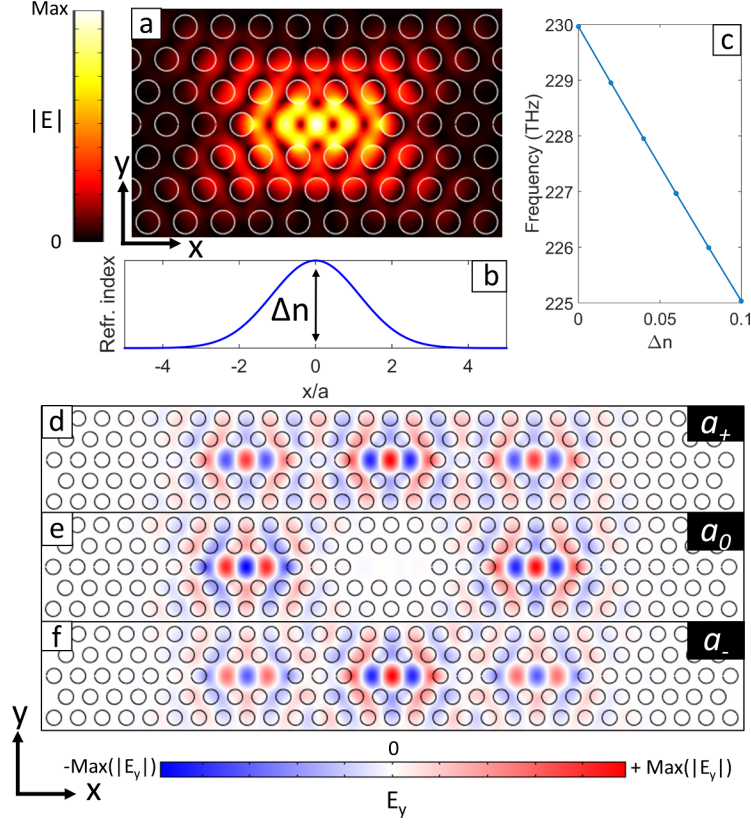 Max
|E|
0
a
y
x
Refr. index
b
Δn
-4 -2 0 2 4
x/a
c
230
229
228
227
226
225
Frequency (THz)
0 0.05 0.1
Δn
d
a+
e
a0
f
a-
y
x
0
-Max(|Ey|) + Max(|Ey|)
Ey